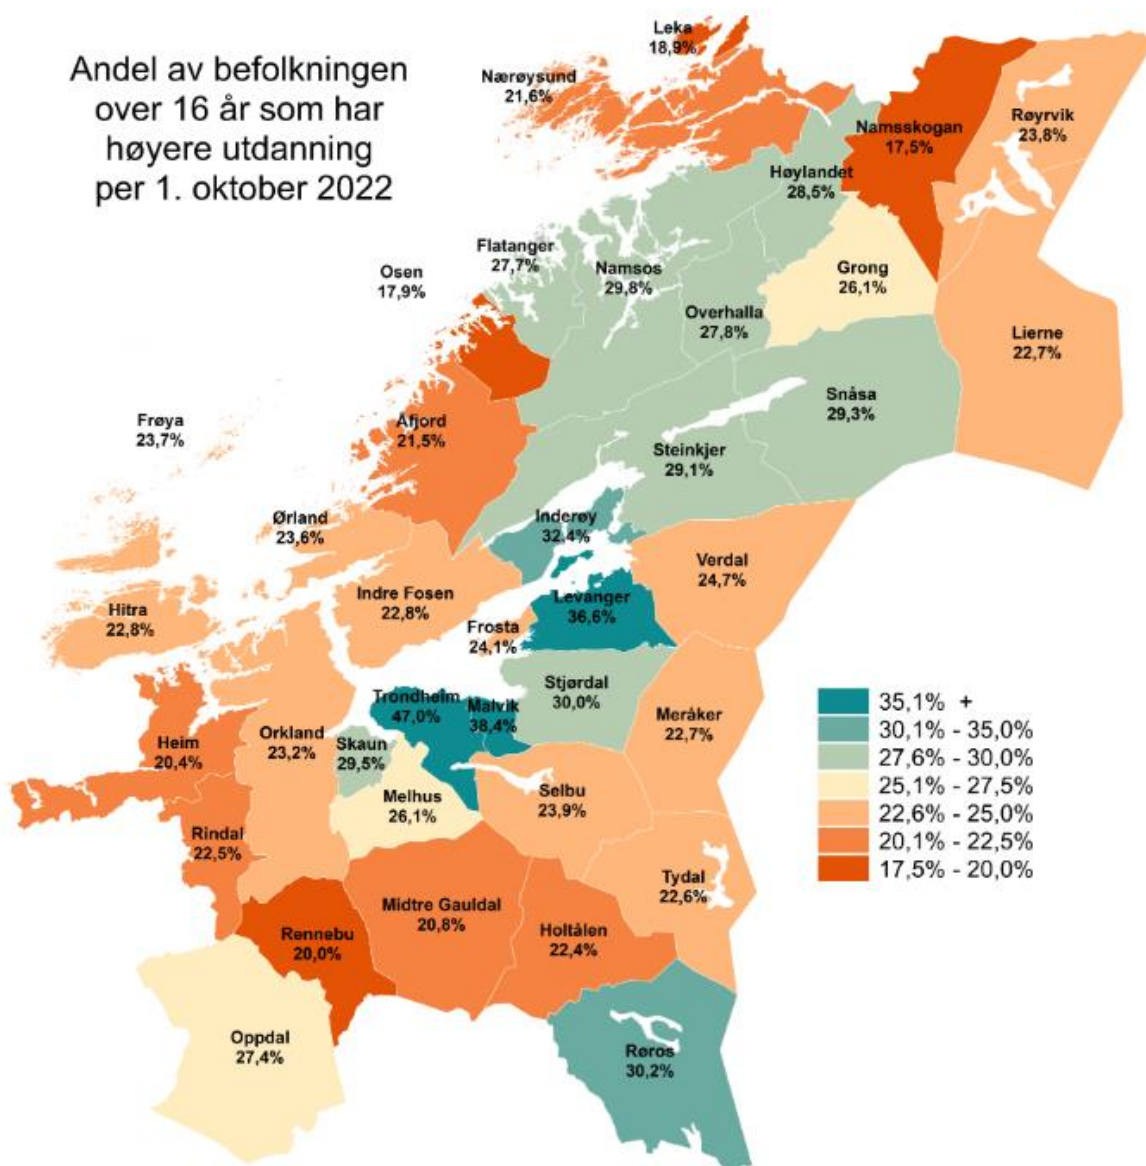 Andel av befolkningen
over 16 år som har
høyere utdanning
per 1. oktober 2022
Leka
18,9%
Nærøysund
21,6%
Namsskogan
17,5%
Røyrvik
23,8%
Høylandet
28,5%
Flatanger
27,7%
Namsos
29,8%
Grong
26,1%
Osen
17,9%
Overhalla
27,8%
Lierne
22,7%
Snåsa
29,3%
Frøya
23,7%
Åfjord
21,5%
Steinkjer
29,1%
Ørland
23,6%
Inderøy
32,4%
Verdal
24,7%
Indre Fosen
22,8%
Levanger
36,6%
Hitra
22,8%
Frosta
24,1%
Stjørdal
30,0%
Trondheim
47,0%
Malvik
38,4%
Meråker
22,7%
Orkland
23,2%
Heim
20,4%
Skaun
29,5%
Selbu
23,9%
Melhus
26,1%
Rindal
22,5%
Tydal
22,6%
Midtre Gauldal
20,8%
Holtålen
22,4%
Rennebu
20,0%
Oppdal
27,4%
Røros
30,2%
35,1% +
30,1% - 35,0%
27,6% - 30,0%
25,1% - 27,5%
22,6% - 25,0%
20,1% - 22,5%
17,5% - 20,0%